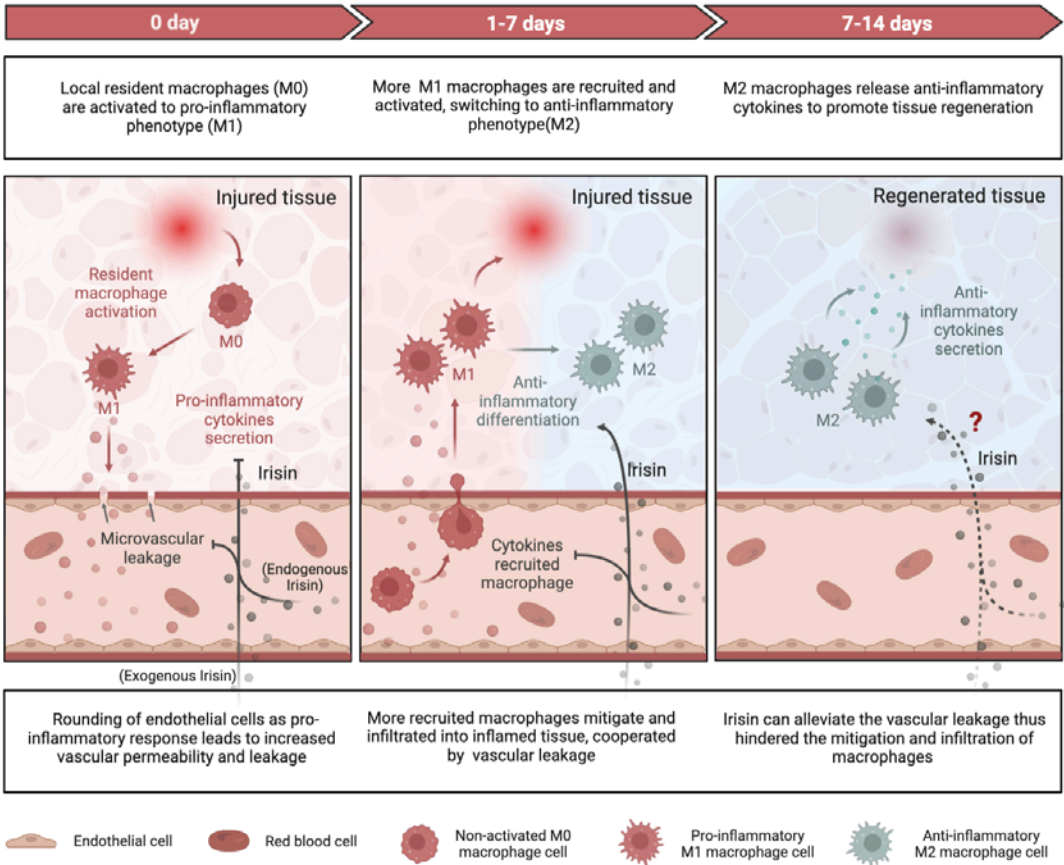 0 day
1-7 days
7-14 days
Local resident macrophages (M0)
are activated to pro-inflammatory
phenotype (M1)
More M1 macrophages are recruited and
activated, switching to anti-inflammatory
phenotype(M2)
M2 macrophages release anti-inflammatory
cytokines to promote tissue regeneration
Injured tissue
Resident
macrophage
activation
M0
M1
Pro-inflammatory
cytokines
secretion
Irisin
Microvascular
leakage
(Endogenous
Irisin)
(Exogenous Irisin)
Injured tissue
M1
M2
Anti-
inflammatory
differentiation
Irisin
Cytokines
recruited
macrophage
Regenerated tissue
Anti-
inflammatory
cytokines
secretion
M2
?
Irisin
Rounding of endothelial cells as pro-
inflammatory response leads to increased
vascular permeability and leakage
More recruited macrophages mitigate and
infiltrated into inflamed tissue, cooperated
by vascular leakage
Irisin can alleviate the vascular leakage thus
hindered the mitigation and infiltration of
macrophages
Endothelial cell
Red blood cell
Non-activated M0
macrophage cell
Pro-inflammatory
M1 macrophage cell
Anti-inflammatory
M2 macrophage cell